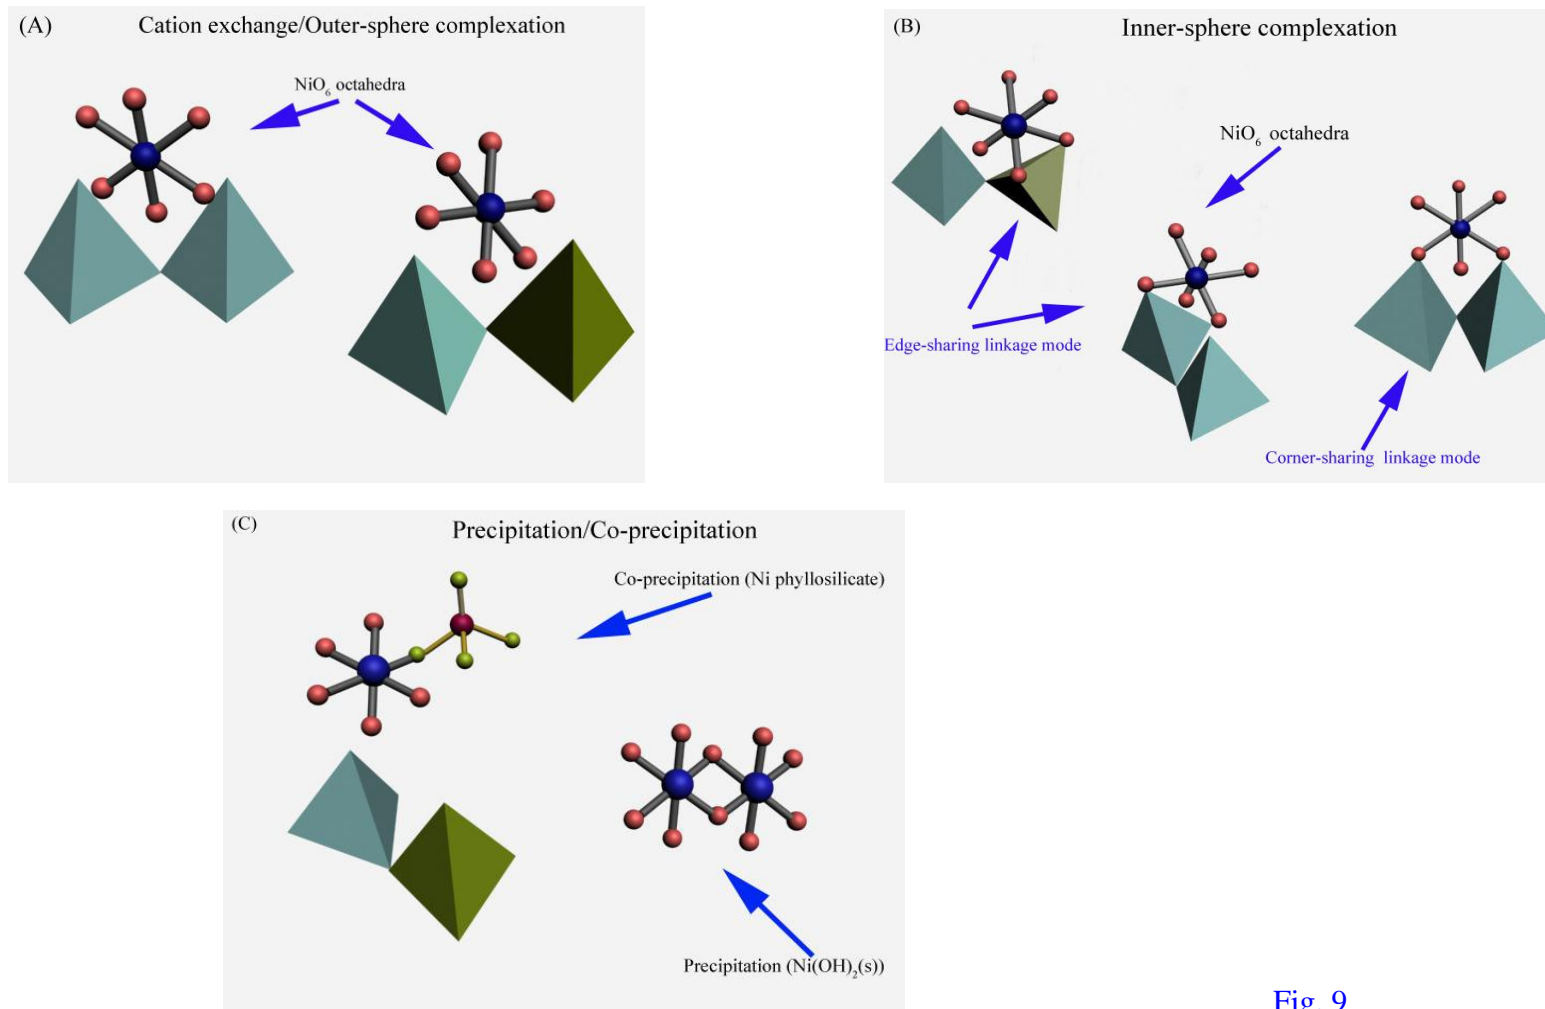 (A) Cation exchange/Outer-sphere complexation
NiO₆ octahedra
(B) Inner-sphere complexation
NiO₆ octahedra
Edge-sharing linkage mode
Corner-sharing linkage mode
(C) Precipitation/Co-precipitation
Co-precipitation (Ni phyllosilicate)
Precipitation (Ni(OH)₂(s))
Fig. 9